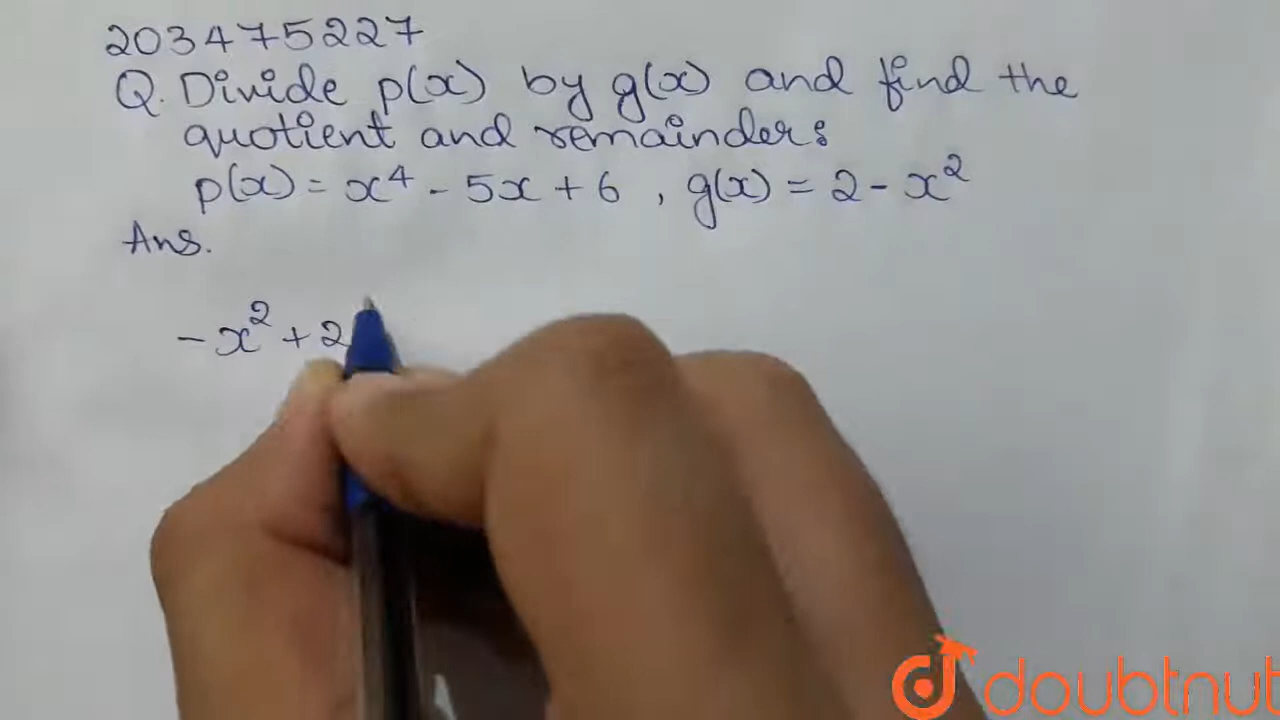 203475227
Q. Divide p(x) by g(x) and find the
quotient and remainder:
p(x) = x⁴ - 5x + 6 , g(x) = 2 - x²
Ans.
- x² + 2
doubtnut